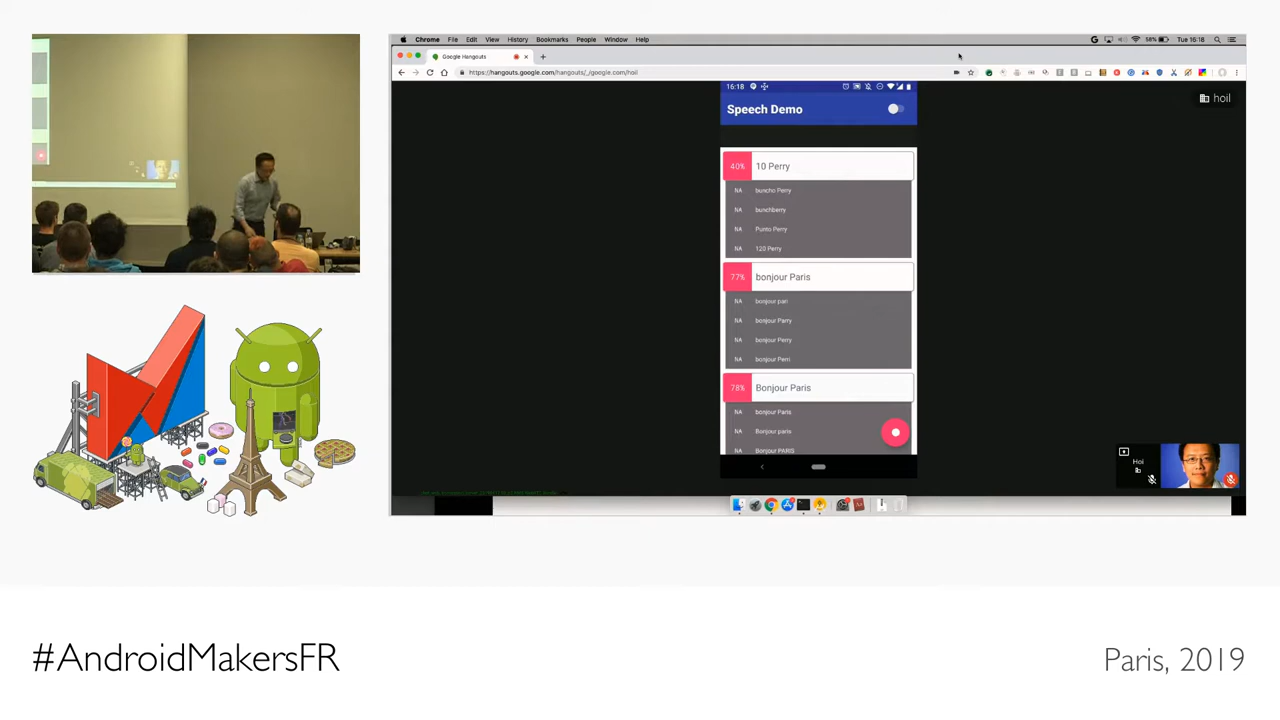 Chrome File Edit View History Bookmarks People Window Help
58% Tue 16:18
Google Hangouts
https://hangouts.google.com/hangouts/_/google.com/hoil
16:18
Speech Demo
hoil
40% 10 Perry
NA buncho Perry
NA bunchberry
NA Punto Perry
NA 120 Perry
77% bonjour Paris
NA bonjour pari
NA bonjour Parry
NA bonjour Perry
NA bonjour Perri
78% Bonjour Paris
NA bonjour Paris
NA Bonjour paris
NA Bonjour PARIS
Hoi
#AndroidMakersFR
Paris, 2019